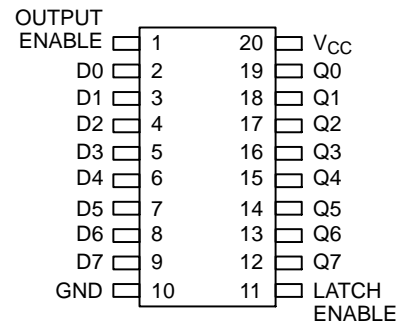 OUTPUT
ENABLE 1 20 VCC
D0 2 19 Q0
D1 3 18 Q1
D2 4 17 Q2
D3 5 16 Q3
D4 6 15 Q4
D5 7 14 Q5
D6 8 13 Q6
D7 9 12 Q7
GND 10 11 LATCH
ENABLE